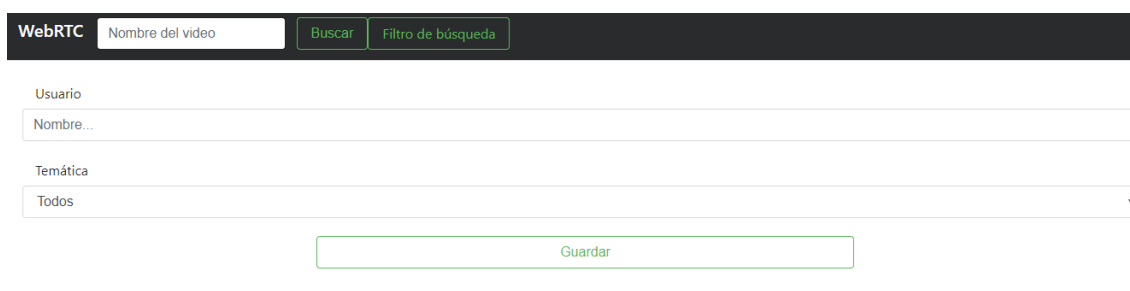 WebRTC Nombre del video Buscar Filtro de búsqueda
Usuario
Nombre...
Temática
Todos
Guardar